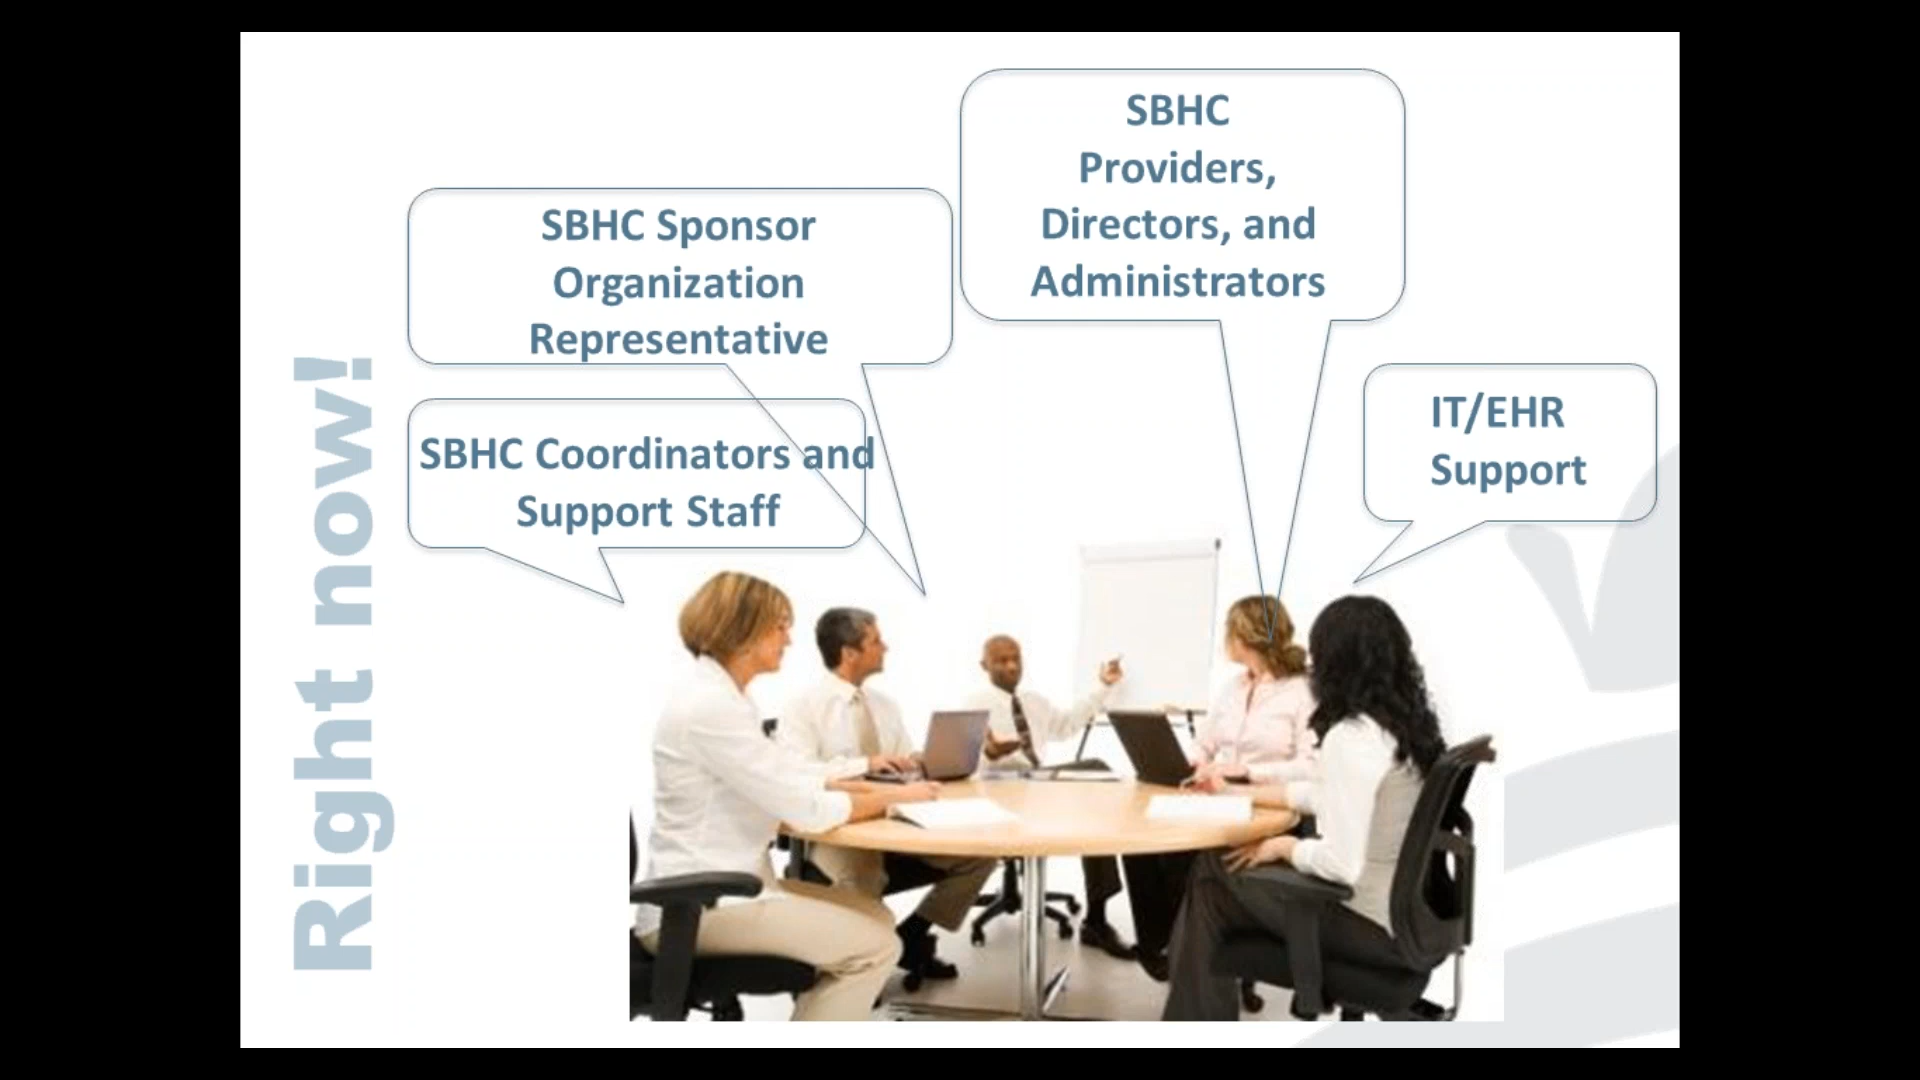 Right now!
SBHC Sponsor
Organization
Representative
SBHC
Providers,
Directors, and
Administrators
SBHC Coordinators and
Support Staff
IT/EHR
Support